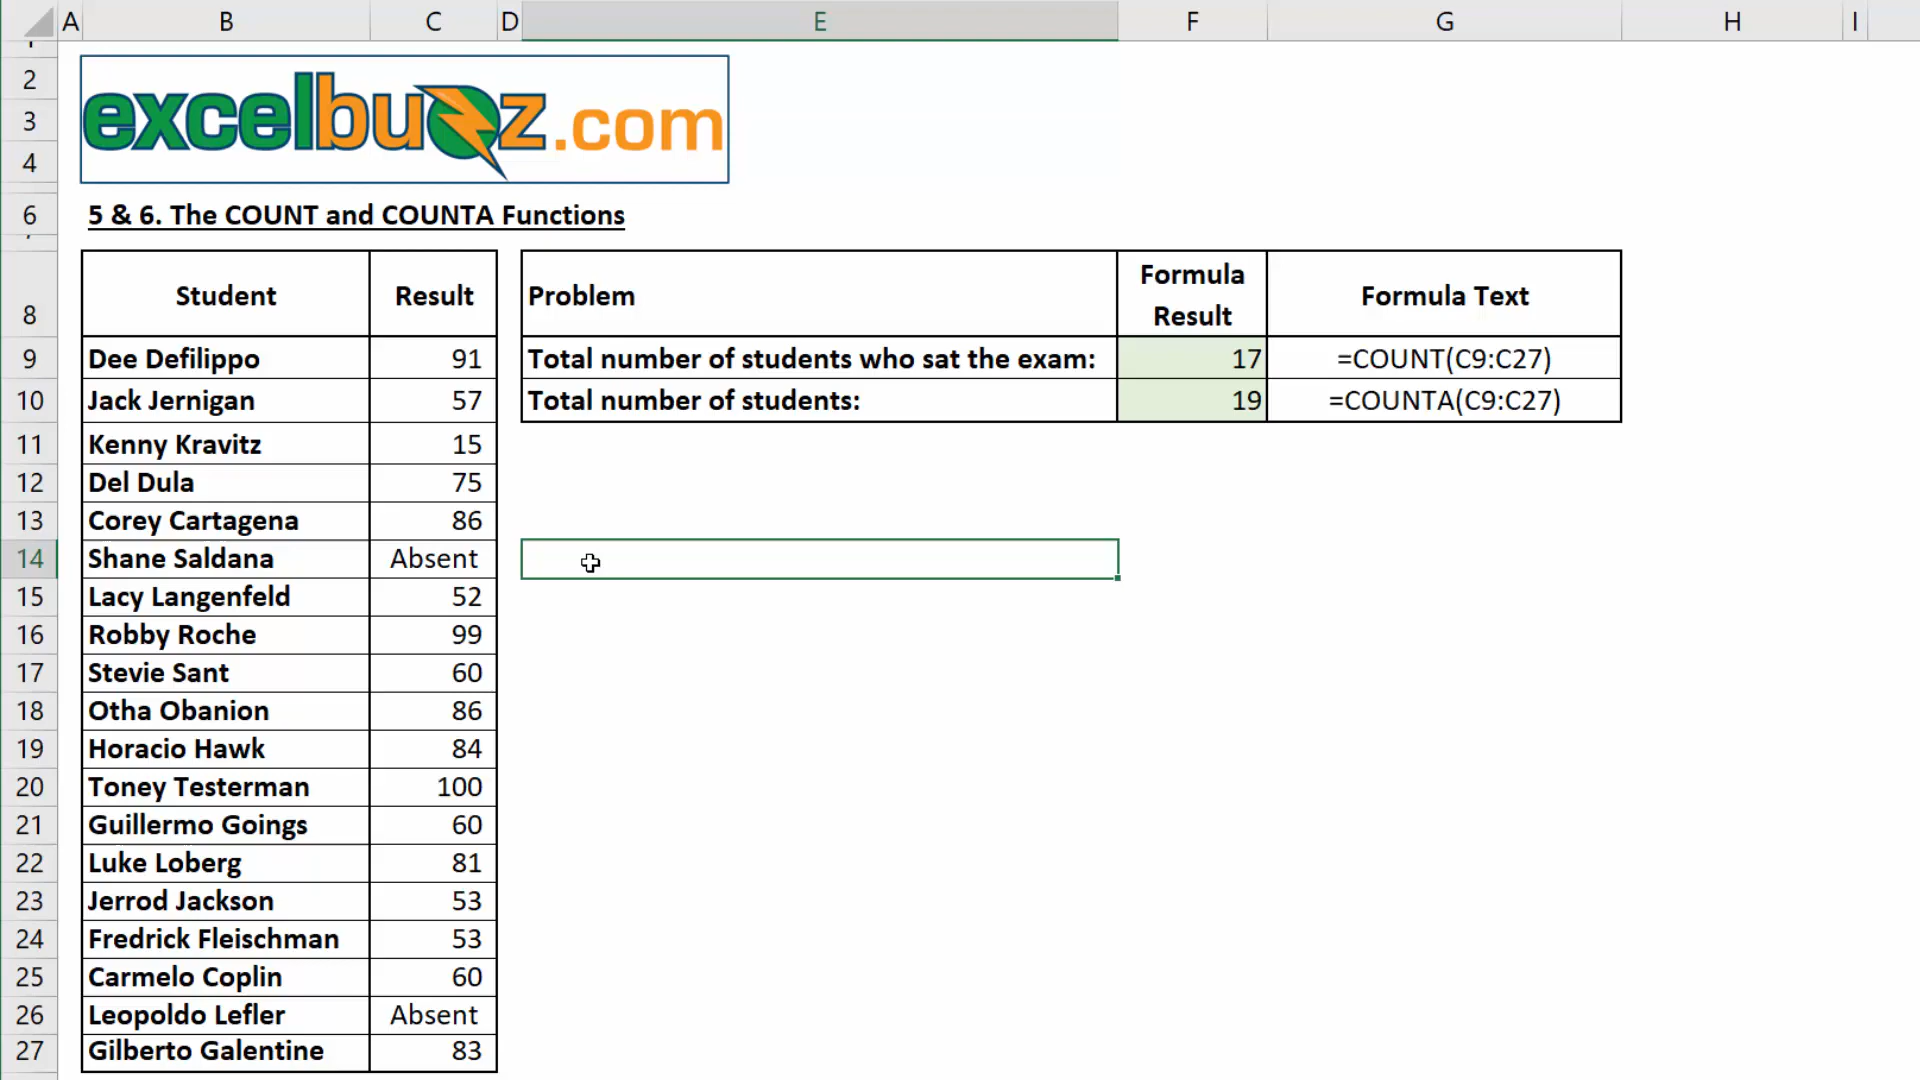 A B C D E F G H I
2
3
4
excelbuzz.com
6 5 & 6. The COUNT and COUNTA Functions
8 Student Result Problem Formula Result Formula Text
9 Dee Defilippo 91 Total number of students who sat the exam: 17 =COUNT(C9:C27)
10 Jack Jernigan 57 Total number of students: 19 =COUNTA(C9:C27)
11 Kenny Kravitz 15
12 Del Dula 75
13 Corey Cartagena 86
14 Shane Saldana Absent
15 Lacy Langenfeld 52
16 Robby Roche 99
17 Stevie Sant 60
18 Otha Obanion 86
19 Horacio Hawk 84
20 Toney Testerman 100
21 Guillermo Goings 60
22 Luke Loberg 81
23 Jerrod Jackson 53
24 Fredrick Fleischman 53
25 Carmelo Coplin 60
26 Leopoldo Lefler Absent
27 Gilberto Galentine 83